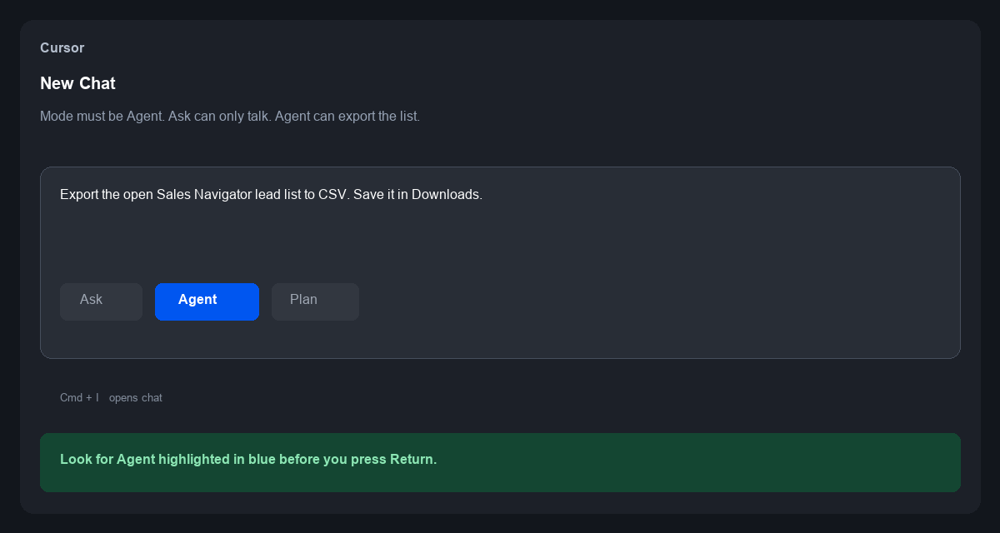 Cursor
New Chat
Mode must be Agent. Ask can only talk. Agent can export the list.
Export the open Sales Navigator lead list to CSV. Save it in Downloads.
Ask Agent Plan
Cmd + I opens chat
Look for Agent highlighted in blue before you press Return.